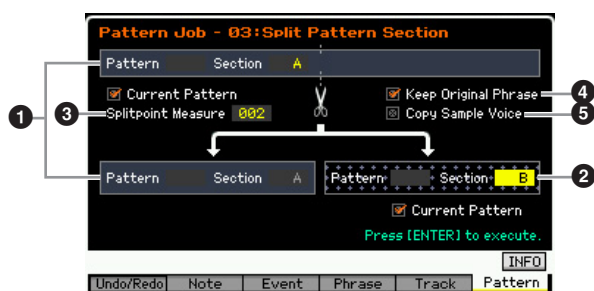 Pattern Job - 03:Split Pattern Section
Pattern Section A
Current Pattern
Keep Original Phrase
Splitpoint Measure 002
Copy Sample Voice
1
3
4
5
Pattern Section A
Pattern Section B
2
Current Pattern
Press [ENTER] to execute.
INFO
Undo/Redo Note Event Phrase Track Pattern